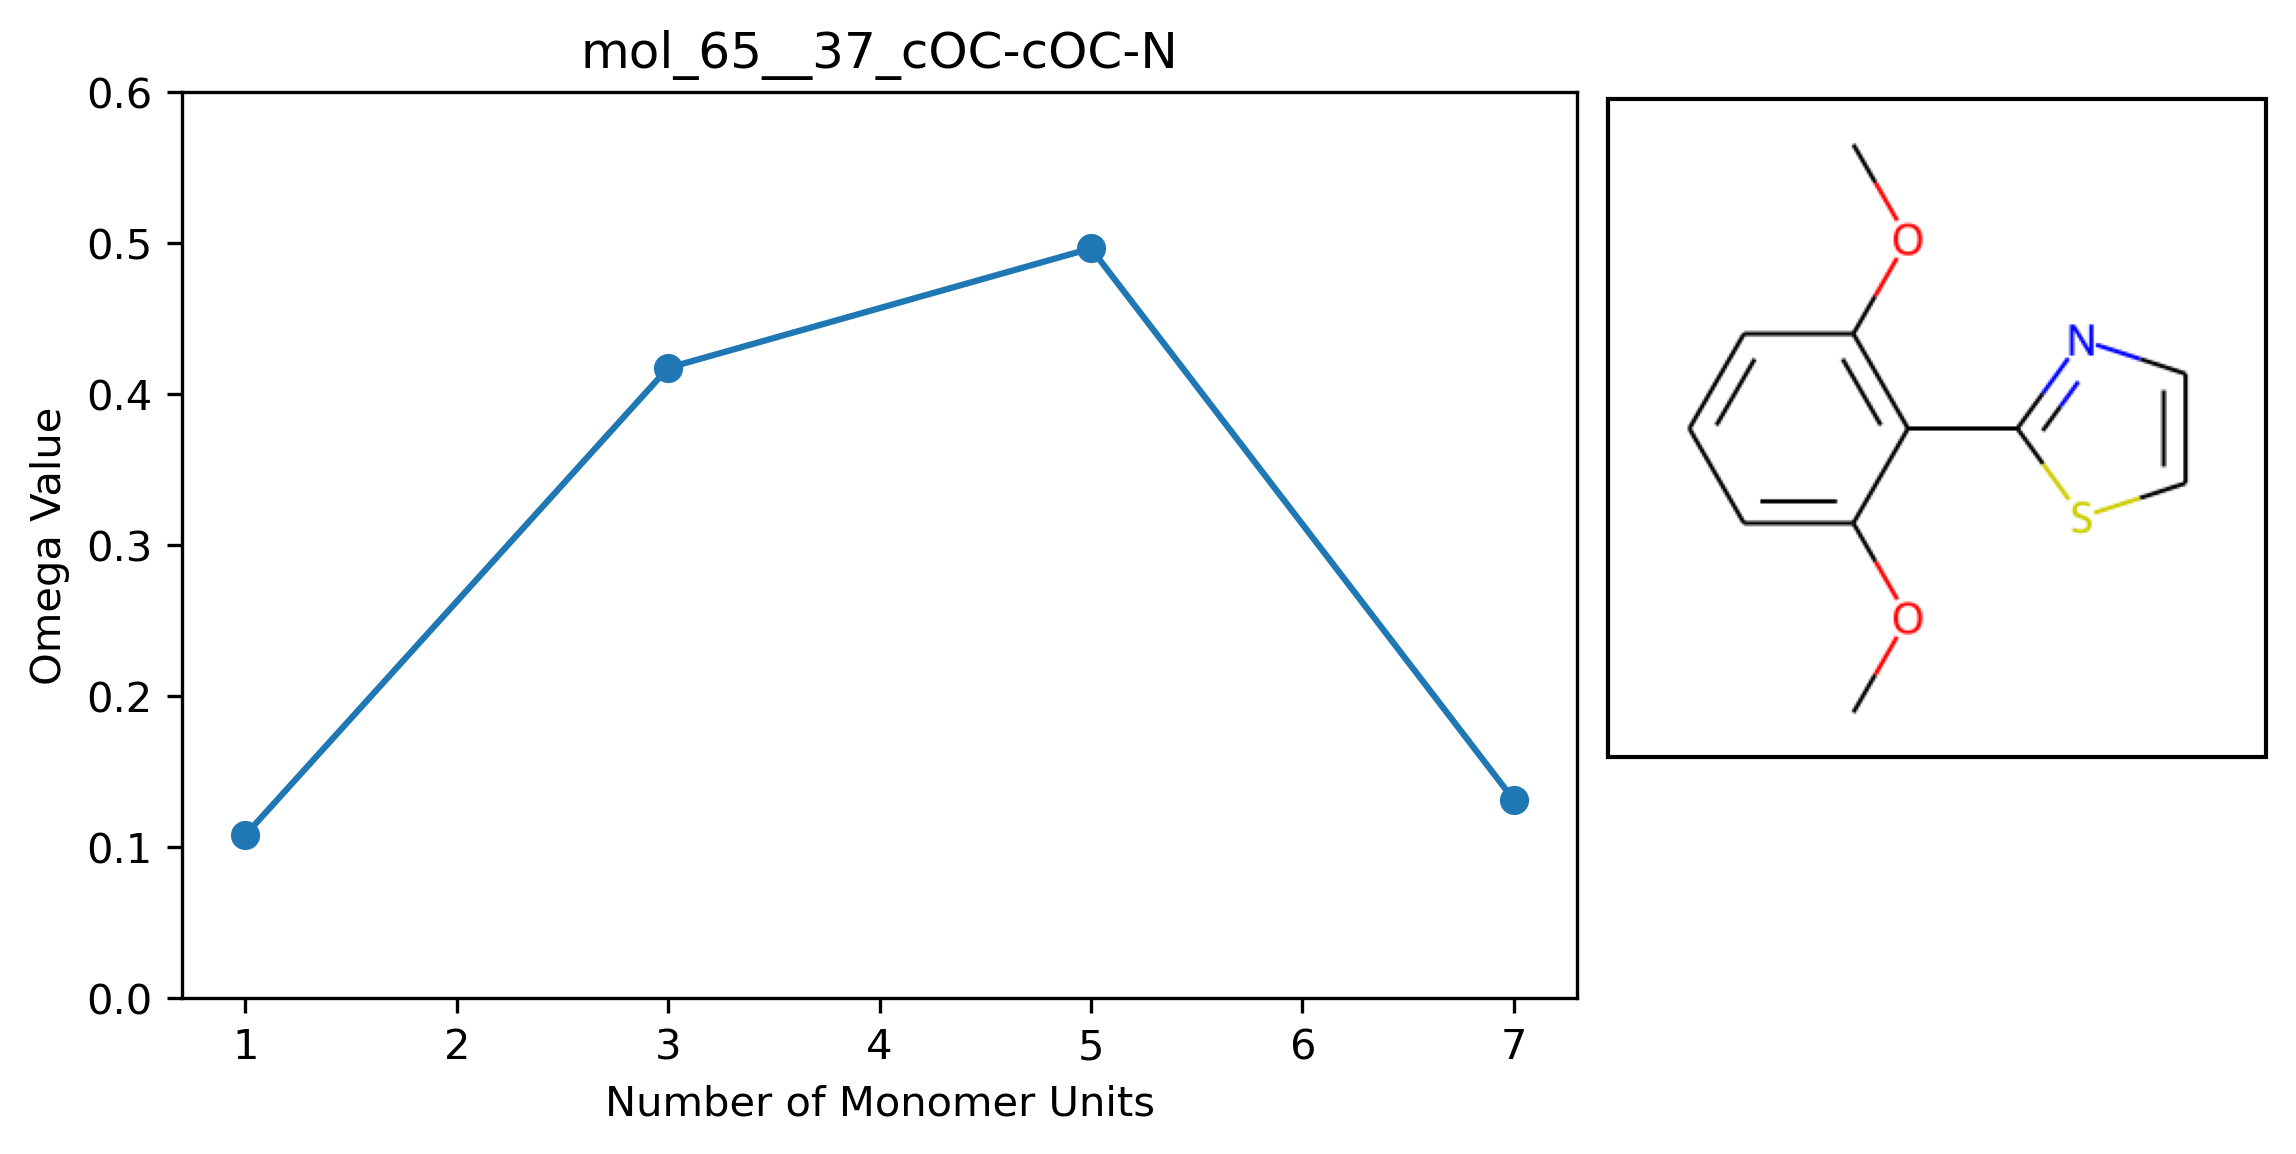 mol_65__37_cOC-cOC-N
0.6
0.5
0.4
0.3
0.2
0.1
0.0
Omega Value
1 2 3 4 5 6 7
Number of Monomer Units
O
N
S
O